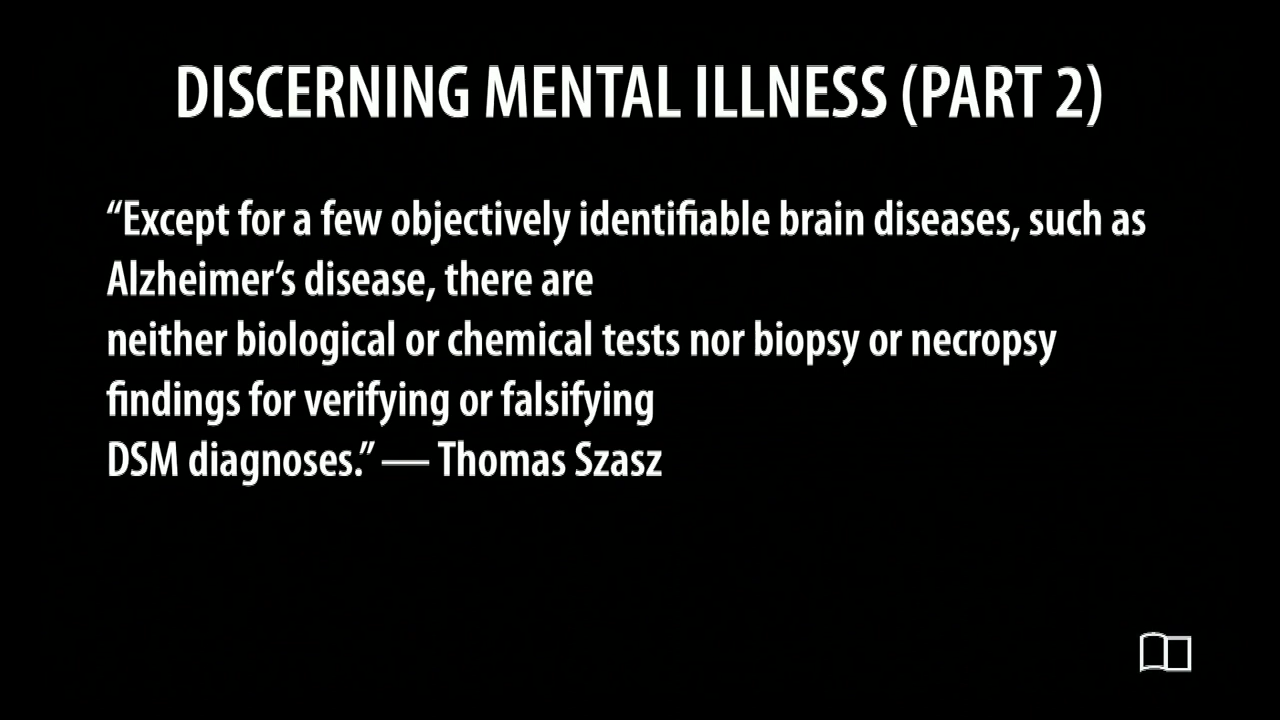 DISCERNING MENTAL ILLNESS (PART 2)
“Except for a few objectively identifiable brain diseases, such as
Alzheimer’s disease, there are
neither biological or chemical tests nor biopsy or necropsy
findings for verifying or falsifying
DSM diagnoses.” — Thomas Szasz